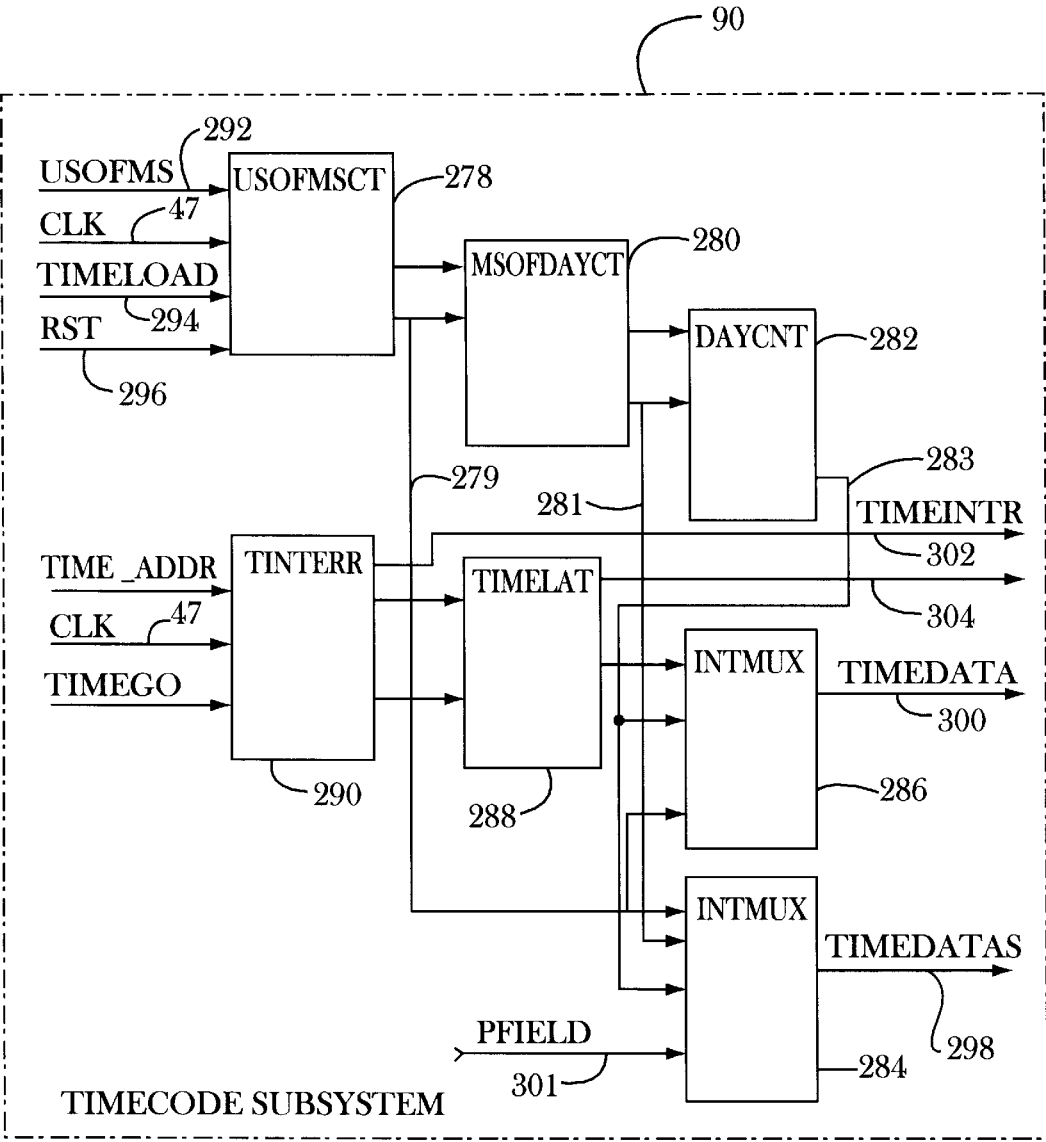 90
292
USOFMS
USOFMSCT
278
CLK
47
TIMELOAD
294
RST
296
MSOFDAYCT
280
DAYCNT
282
279
281
283
TIMEINTR
302
TIME_ADDR
TINTERR
TIMELAT
304
CLK
47
TIMEGO
INTMUX
TIMEDATA
300
290
288
286
INTMUX
TIMEDATAS
298
PFIELD
301
284
TIMECODE SUBSYSTEM